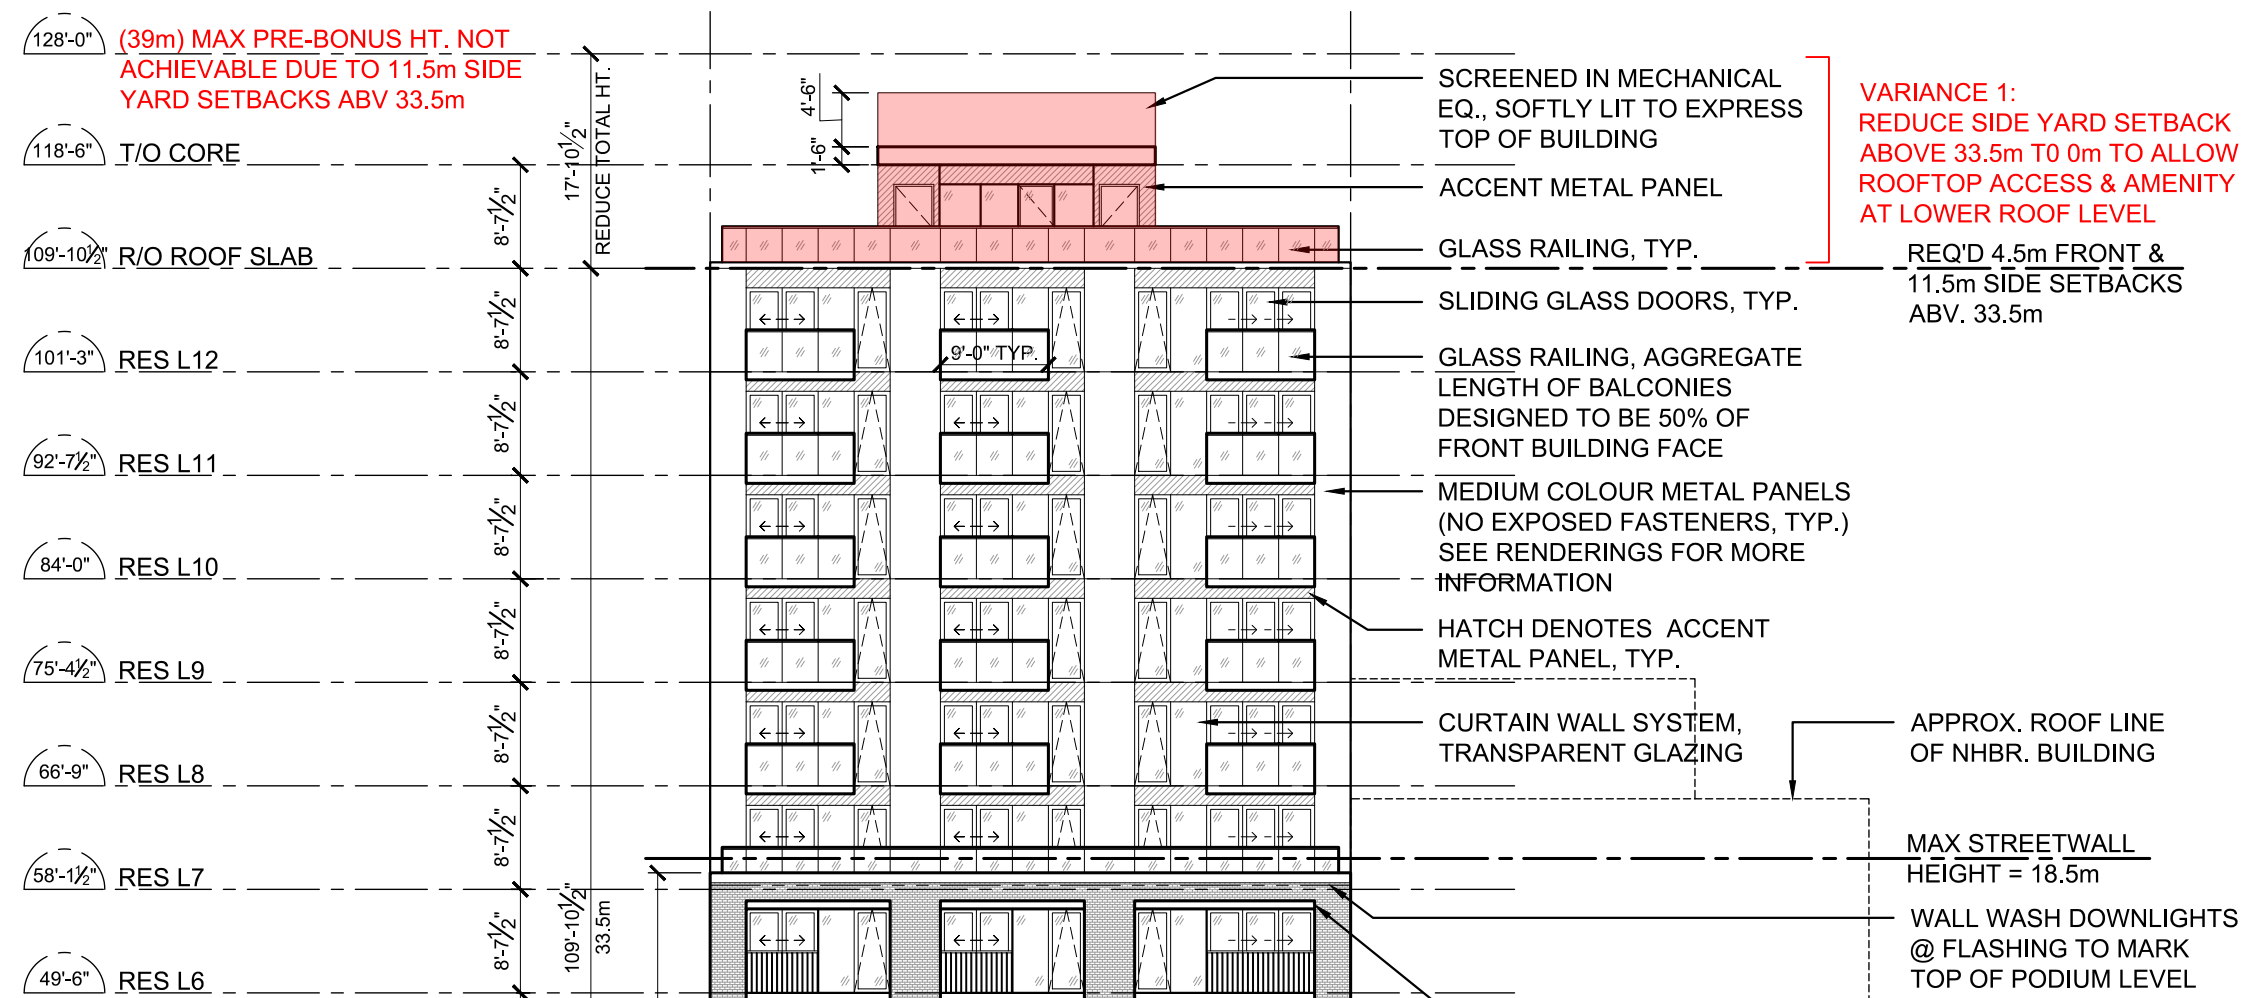 128'-0"
(39m) MAX PRE-BONUS HT. NOT
ACHIEVABLE DUE TO 11.5m SIDE
YARD SETBACKS ABV 33.5m
118'-6"
T/O CORE
109'-10½"
R/O ROOF SLAB
101'-3"
RES L12
92'-7½"
RES L11
84'-0"
RES L10
75'-4½"
RES L9
66'-9"
RES L8
58'-1½"
RES L7
49'-6"
RES L6
8'-7½"
8'-7½"
8'-7½"
8'-7½"
8'-7½"
8'-7½"
8'-7½"
8'-7½"
17'-10½"
REDUCE TOTAL HT.
109'-10½"
33.5m
4'-6"
1'-6"
9'-0" TYP.
SCREENED IN MECHANICAL
EQ., SOFTLY LIT TO EXPRESS
TOP OF BUILDING
ACCENT METAL PANEL
GLASS RAILING, TYP.
SLIDING GLASS DOORS, TYP.
GLASS RAILING, AGGREGATE
LENGTH OF BALCONIES
DESIGNED TO BE 50% OF
FRONT BUILDING FACE
MEDIUM COLOUR METAL PANELS
(NO EXPOSED FASTENERS, TYP.)
SEE RENDERINGS FOR MORE
INFORMATION
HATCH DENOTES ACCENT
METAL PANEL, TYP.
CURTAIN WALL SYSTEM,
TRANSPARENT GLAZING
VARIANCE 1:
REDUCE SIDE YARD SETBACK
ABOVE 33.5m T0 0m TO ALLOW
ROOFTOP ACCESS & AMENITY
AT LOWER ROOF LEVEL
REQ'D 4.5m FRONT &
11.5m SIDE SETBACKS
ABV. 33.5m
APPROX. ROOF LINE
OF NHBR. BUILDING
MAX STREETWALL
HEIGHT = 18.5m
WALL WASH DOWNLIGHTS
@ FLASHING TO MARK
TOP OF PODIUM LEVEL